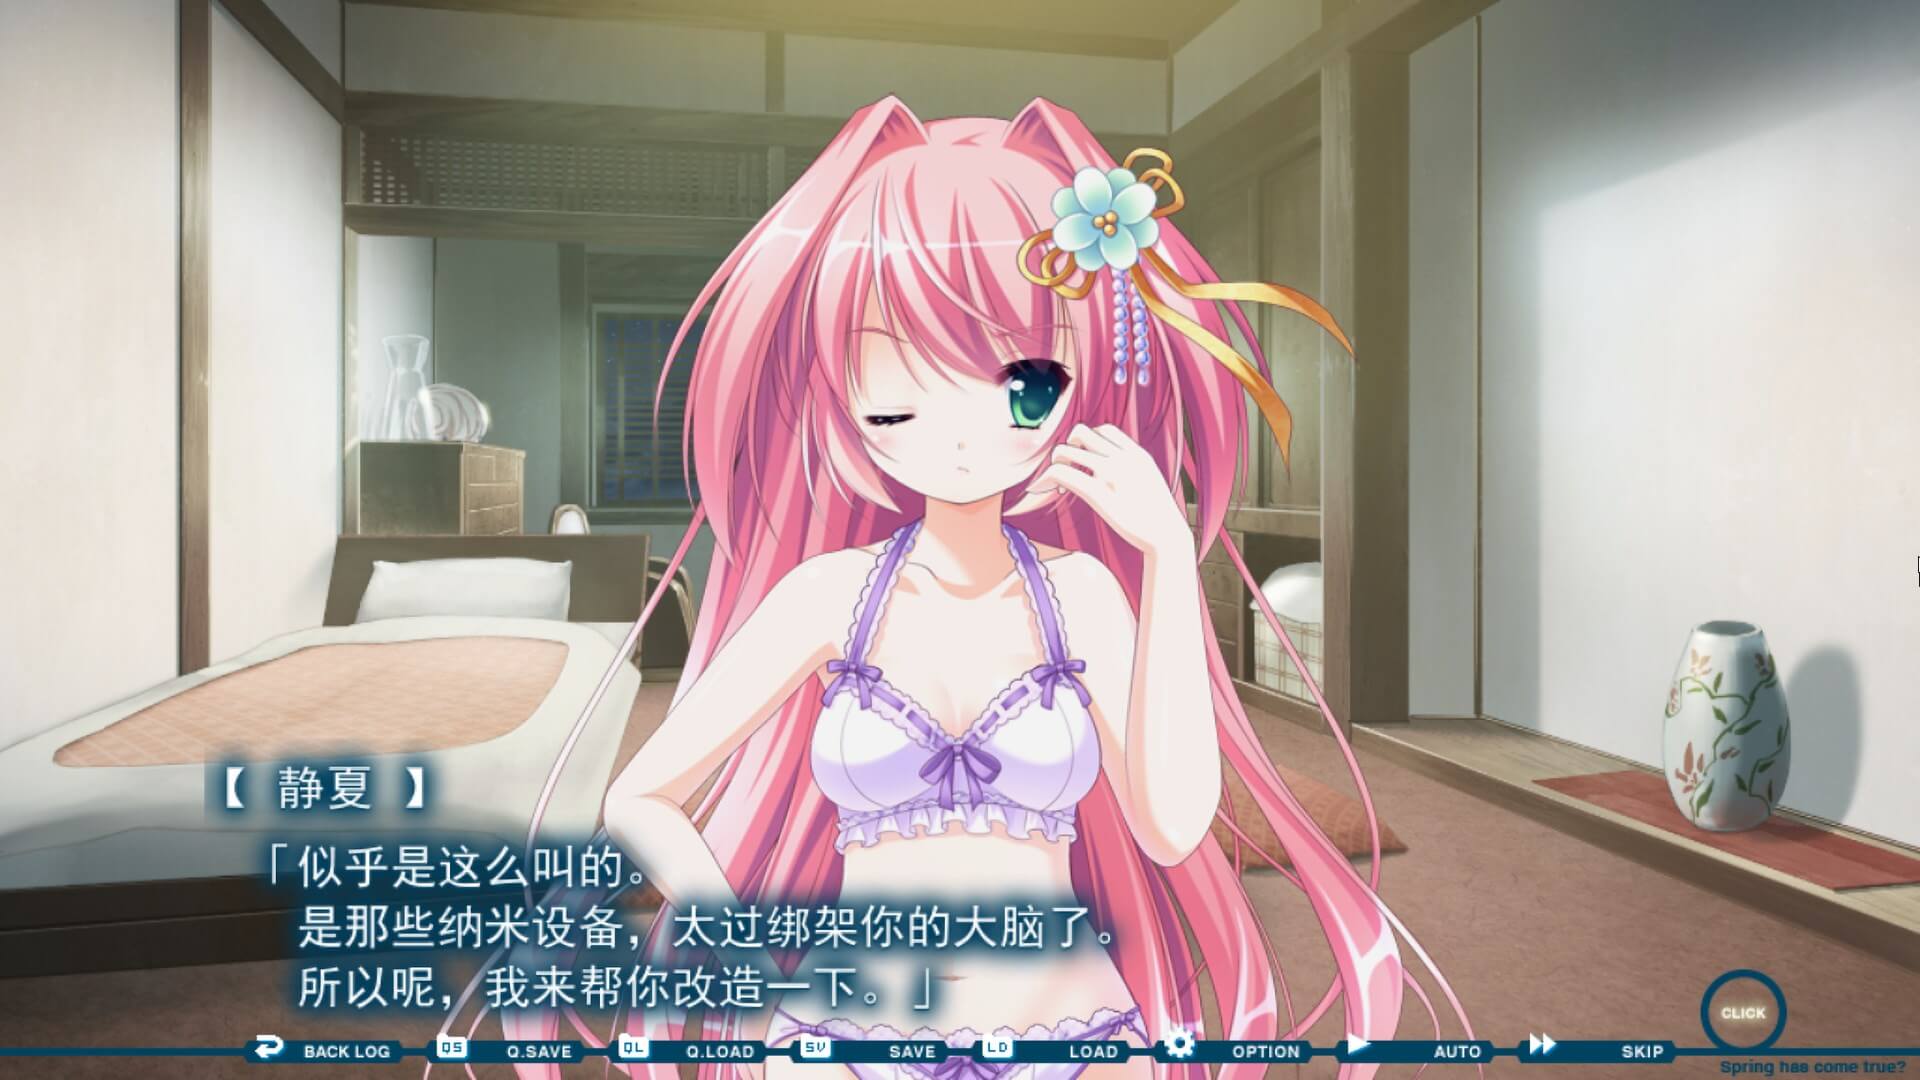 【 静夏 】
「似乎是这么叫的。
是那些纳米设备，太过绑架你的大脑了。
所以呢，我来帮你改造一下。」
BACK LOG QS Q.SAVE QL Q.LOAD SV SAVE LD LOAD OPTION AUTO SKIP
CLICK
Spring has come true?